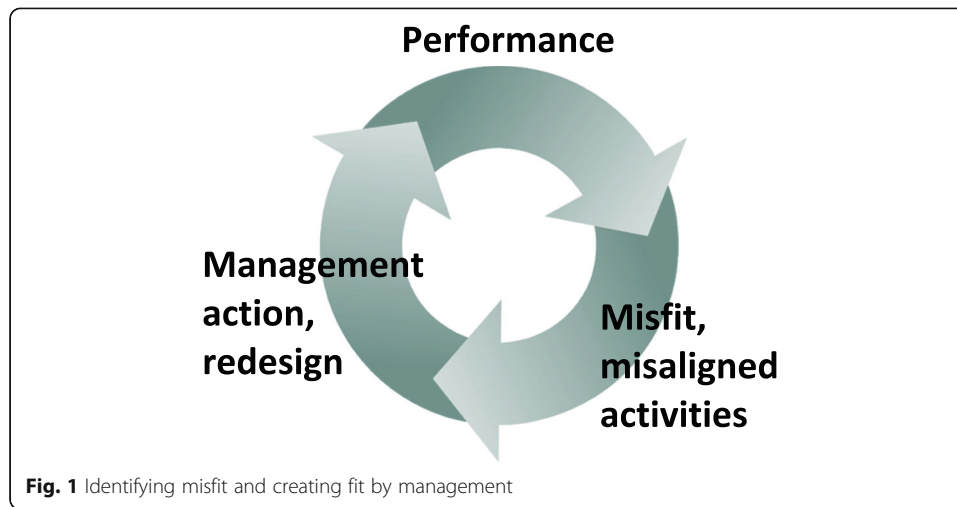 Performance
Management
action,
redesign
Misfit,
misaligned
activities
Fig. 1 Identifying misfit and creating fit by management